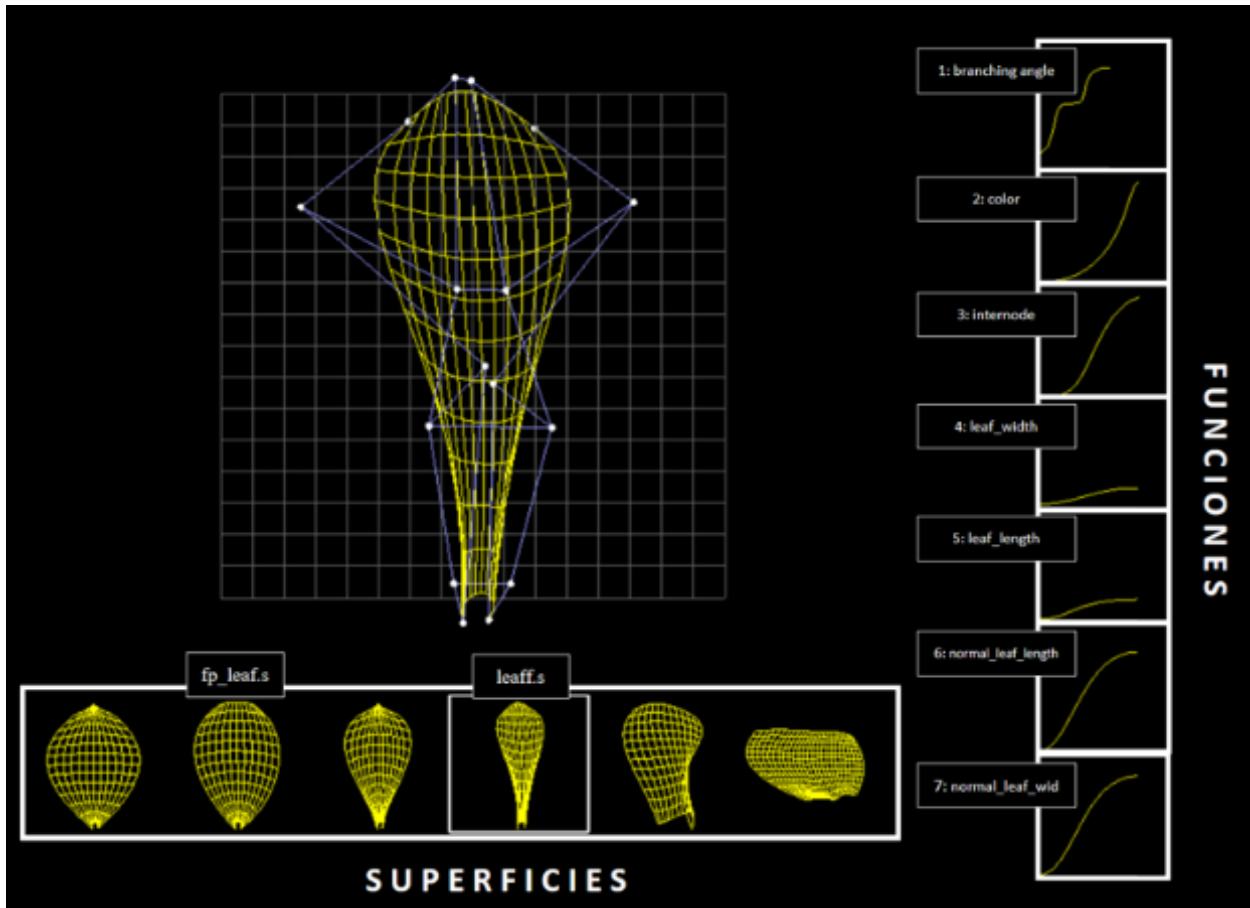 1: branching angle
2: color
3: internode
4: leaf_width
5: leaf_length
6: normal_leaf_length
7: normal_leaf_wid
FUNCIONES
fp_leaf.s
leaff.s
SUPERFICIES